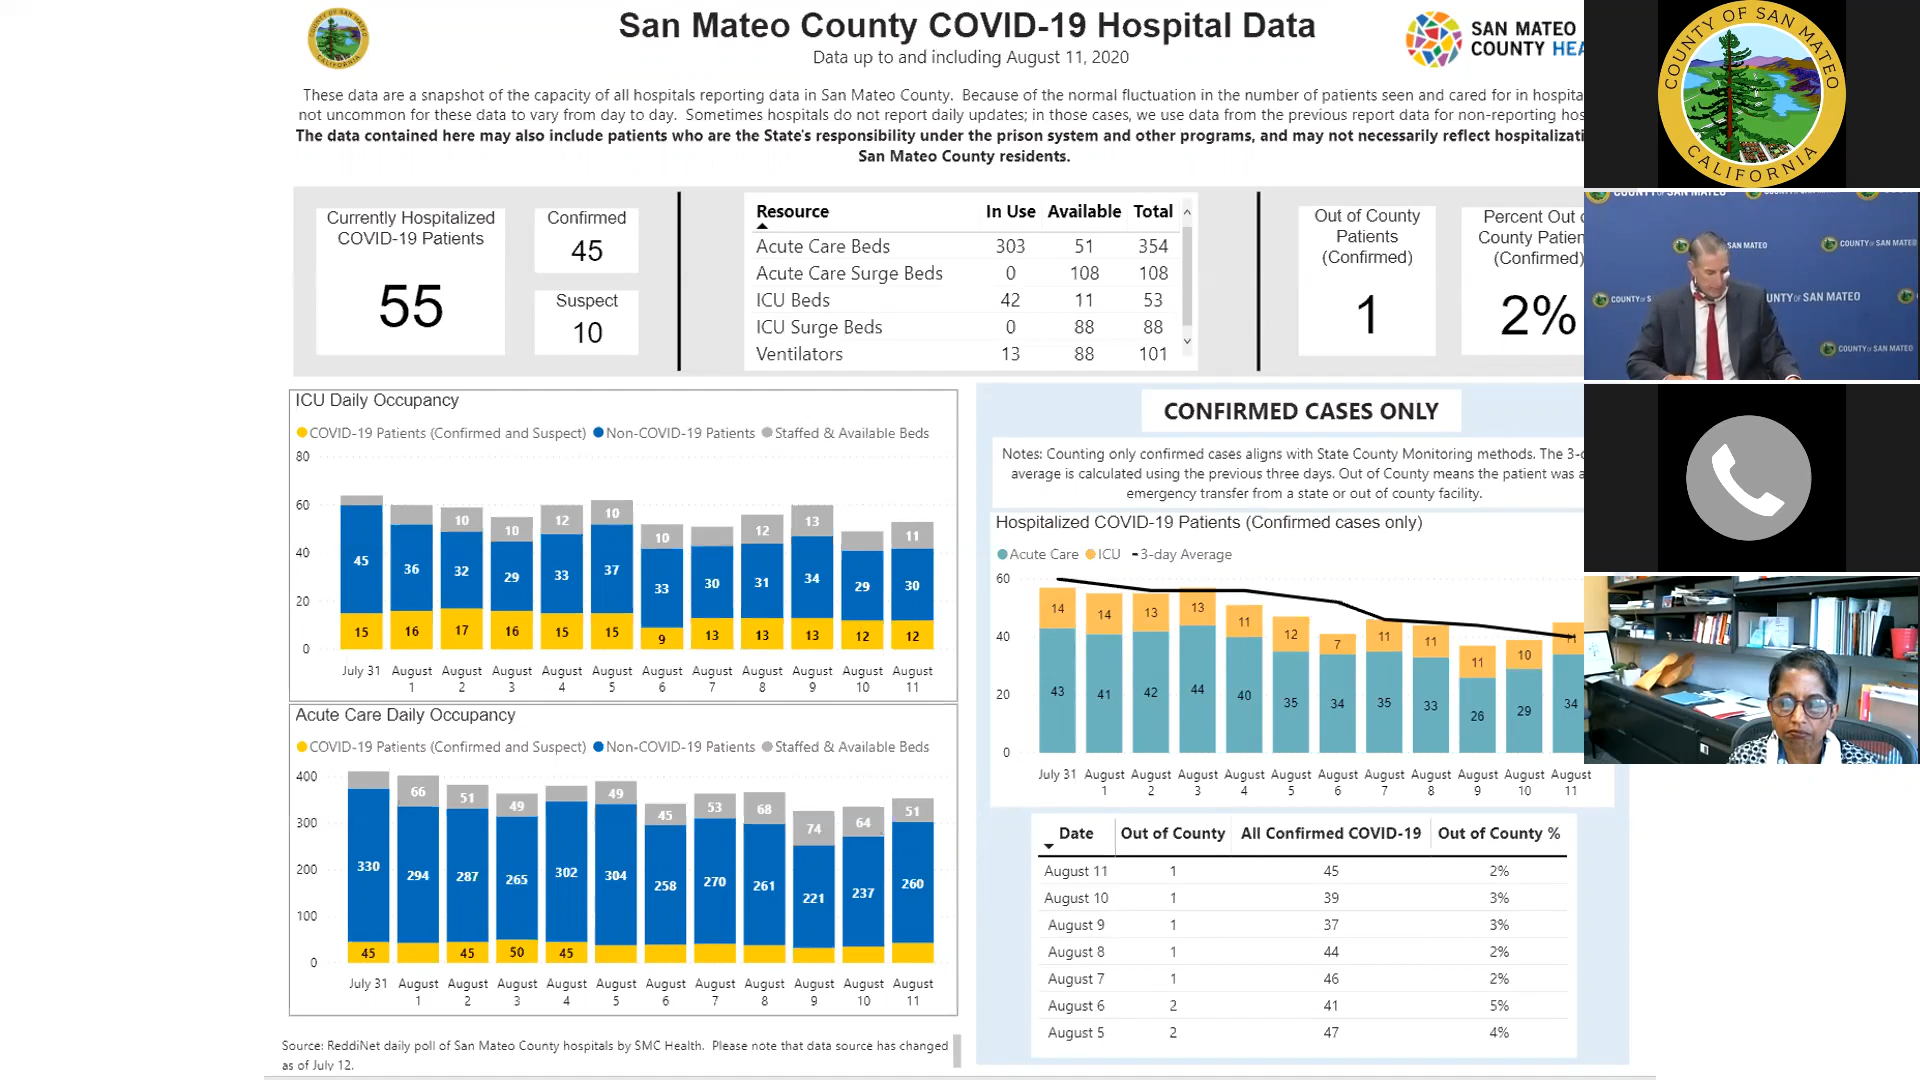 San Mateo County COVID-19 Hospital Data
Data up to and including August 11, 2020
SAN MATEO
COUNTY HEA
These data are a snapshot of the capacity of all hospitals reporting data in San Mateo County. Because of the normal fluctuation in the number of patients seen and cared for in hospita
not uncommon for these data to vary from day to day. Sometimes hospitals do not report daily updates; in those cases, we use data from the previous report data for non-reporting hos
The data contained here may also include patients who are the State's responsibility under the prison system and other programs, and may not necessarily reflect hospitalizati
San Mateo County residents.
Currently Hospitalized
COVID-19 Patients
55
Confirmed
45
Suspect
10
Resource In Use Available Total
Acute Care Beds 303 51 354
Acute Care Surge Beds 0 108 108
ICU Beds 42 11 53
ICU Surge Beds 0 88 88
Ventilators 13 88 101
Out of County
Patients
(Confirmed)
1
Percent Out o
County Patien
(Confirmed)
2%
ICU Daily Occupancy
COVID-19 Patients (Confirmed and Suspect) Non-COVID-19 Patients Staffed & Available Beds
80
60
40
20
0
10 10 12 10 10 12 13 11
45 36 32 29 33 37 33 30 31 34 29 30
15 16 17 16 15 15 9 13 13 13 12 12
July 31 August August August August August August August August August August August
1 2 3 4 5 6 7 8 9 10 11
Acute Care Daily Occupancy
COVID-19 Patients (Confirmed and Suspect) Non-COVID-19 Patients Staffed & Available Beds
400
300
200
100
0
66 51 49 49 45 53 68 74 64 51
330 294 287 265 302 304 258 270 261 221 237 260
45 45 50 45
July 31 August August August August August August August August August August August
1 2 3 4 5 6 7 8 9 10 11
Source: ReddiNet daily poll of San Mateo County hospitals by SMC Health. Please note that data source has changed
as of July 12.
CONFIRMED CASES ONLY
Notes: Counting only confirmed cases aligns with State County Monitoring methods. The 3-d
average is calculated using the previous three days. Out of County means the patient was a
emergency transfer from a state or out of county facility.
Hospitalized COVID-19 Patients (Confirmed cases only)
Acute Care ICU 3-day Average
60
40
20
0
14 14 13 13 11 12 7 11 11 11 10 11
43 41 42 44 40 35 34 35 33 26 29 34
July 31 August August August August August August August August August August August
1 2 3 4 5 6 7 8 9 10 11
Date Out of County All Confirmed COVID-19 Out of County %
August 11 1 45 2%
August 10 1 39 3%
August 9 1 37 3%
August 8 1 44 2%
August 7 1 46 2%
August 6 2 41 5%
August 5 2 47 4%
COUNTY OF SAN MATEO
CALIFORNIA
COUNTY OF SAN MATEO
SAN MATEO
COUNTY OF SAN MATEO
COUNTY OF S
UNTY OF SAN MATEO
COUNTY OF SAN MATEO